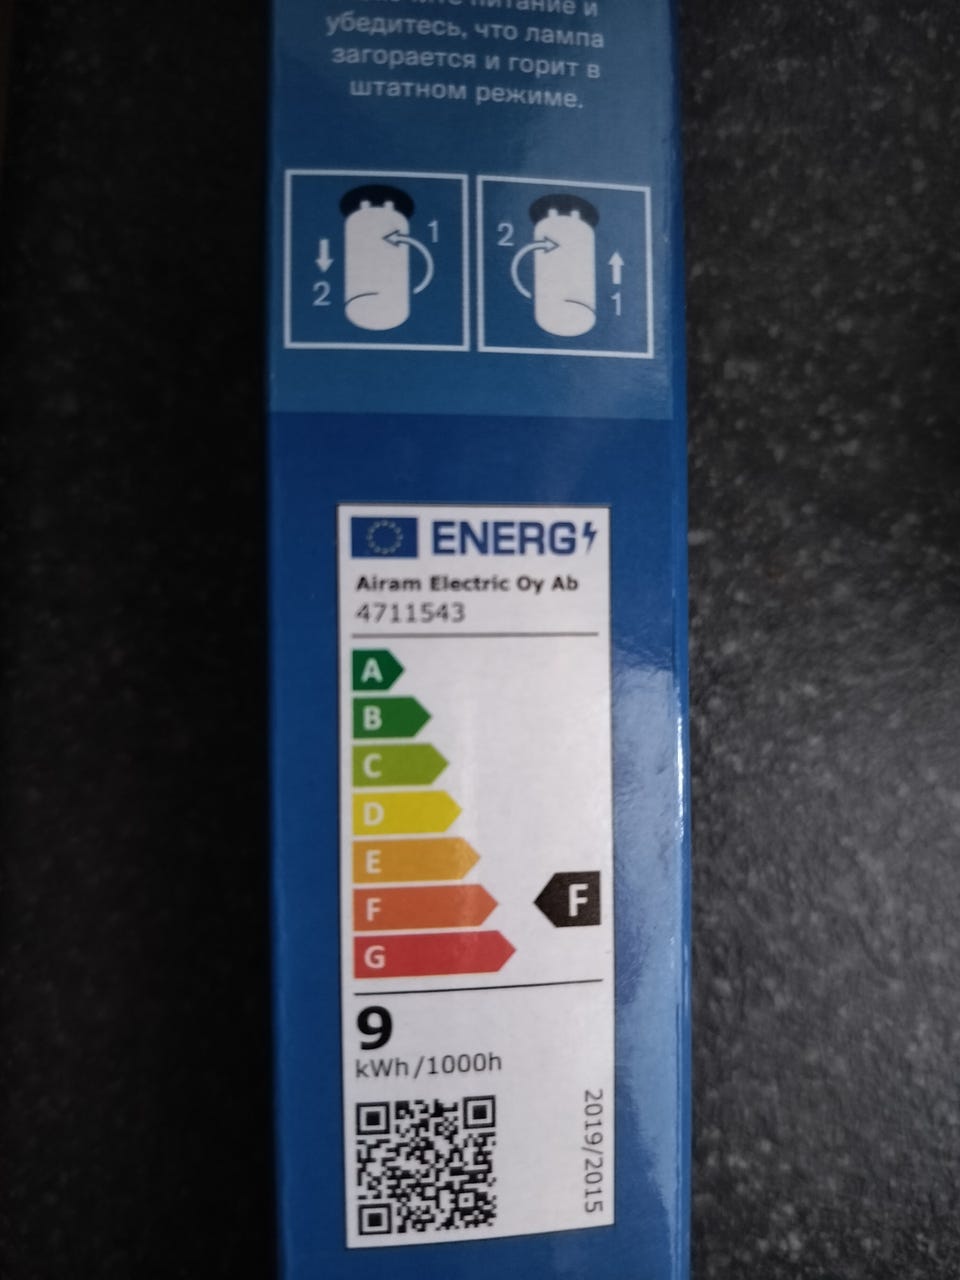 питание и
убедитесь, что лампа
загорается и горит в
штатном режиме.
1
2
2
1
ENERG
Airam Electric Oy Ab
4711543
A
B
C
D
E
F
F
G
9
kWh/1000h
2019/2015